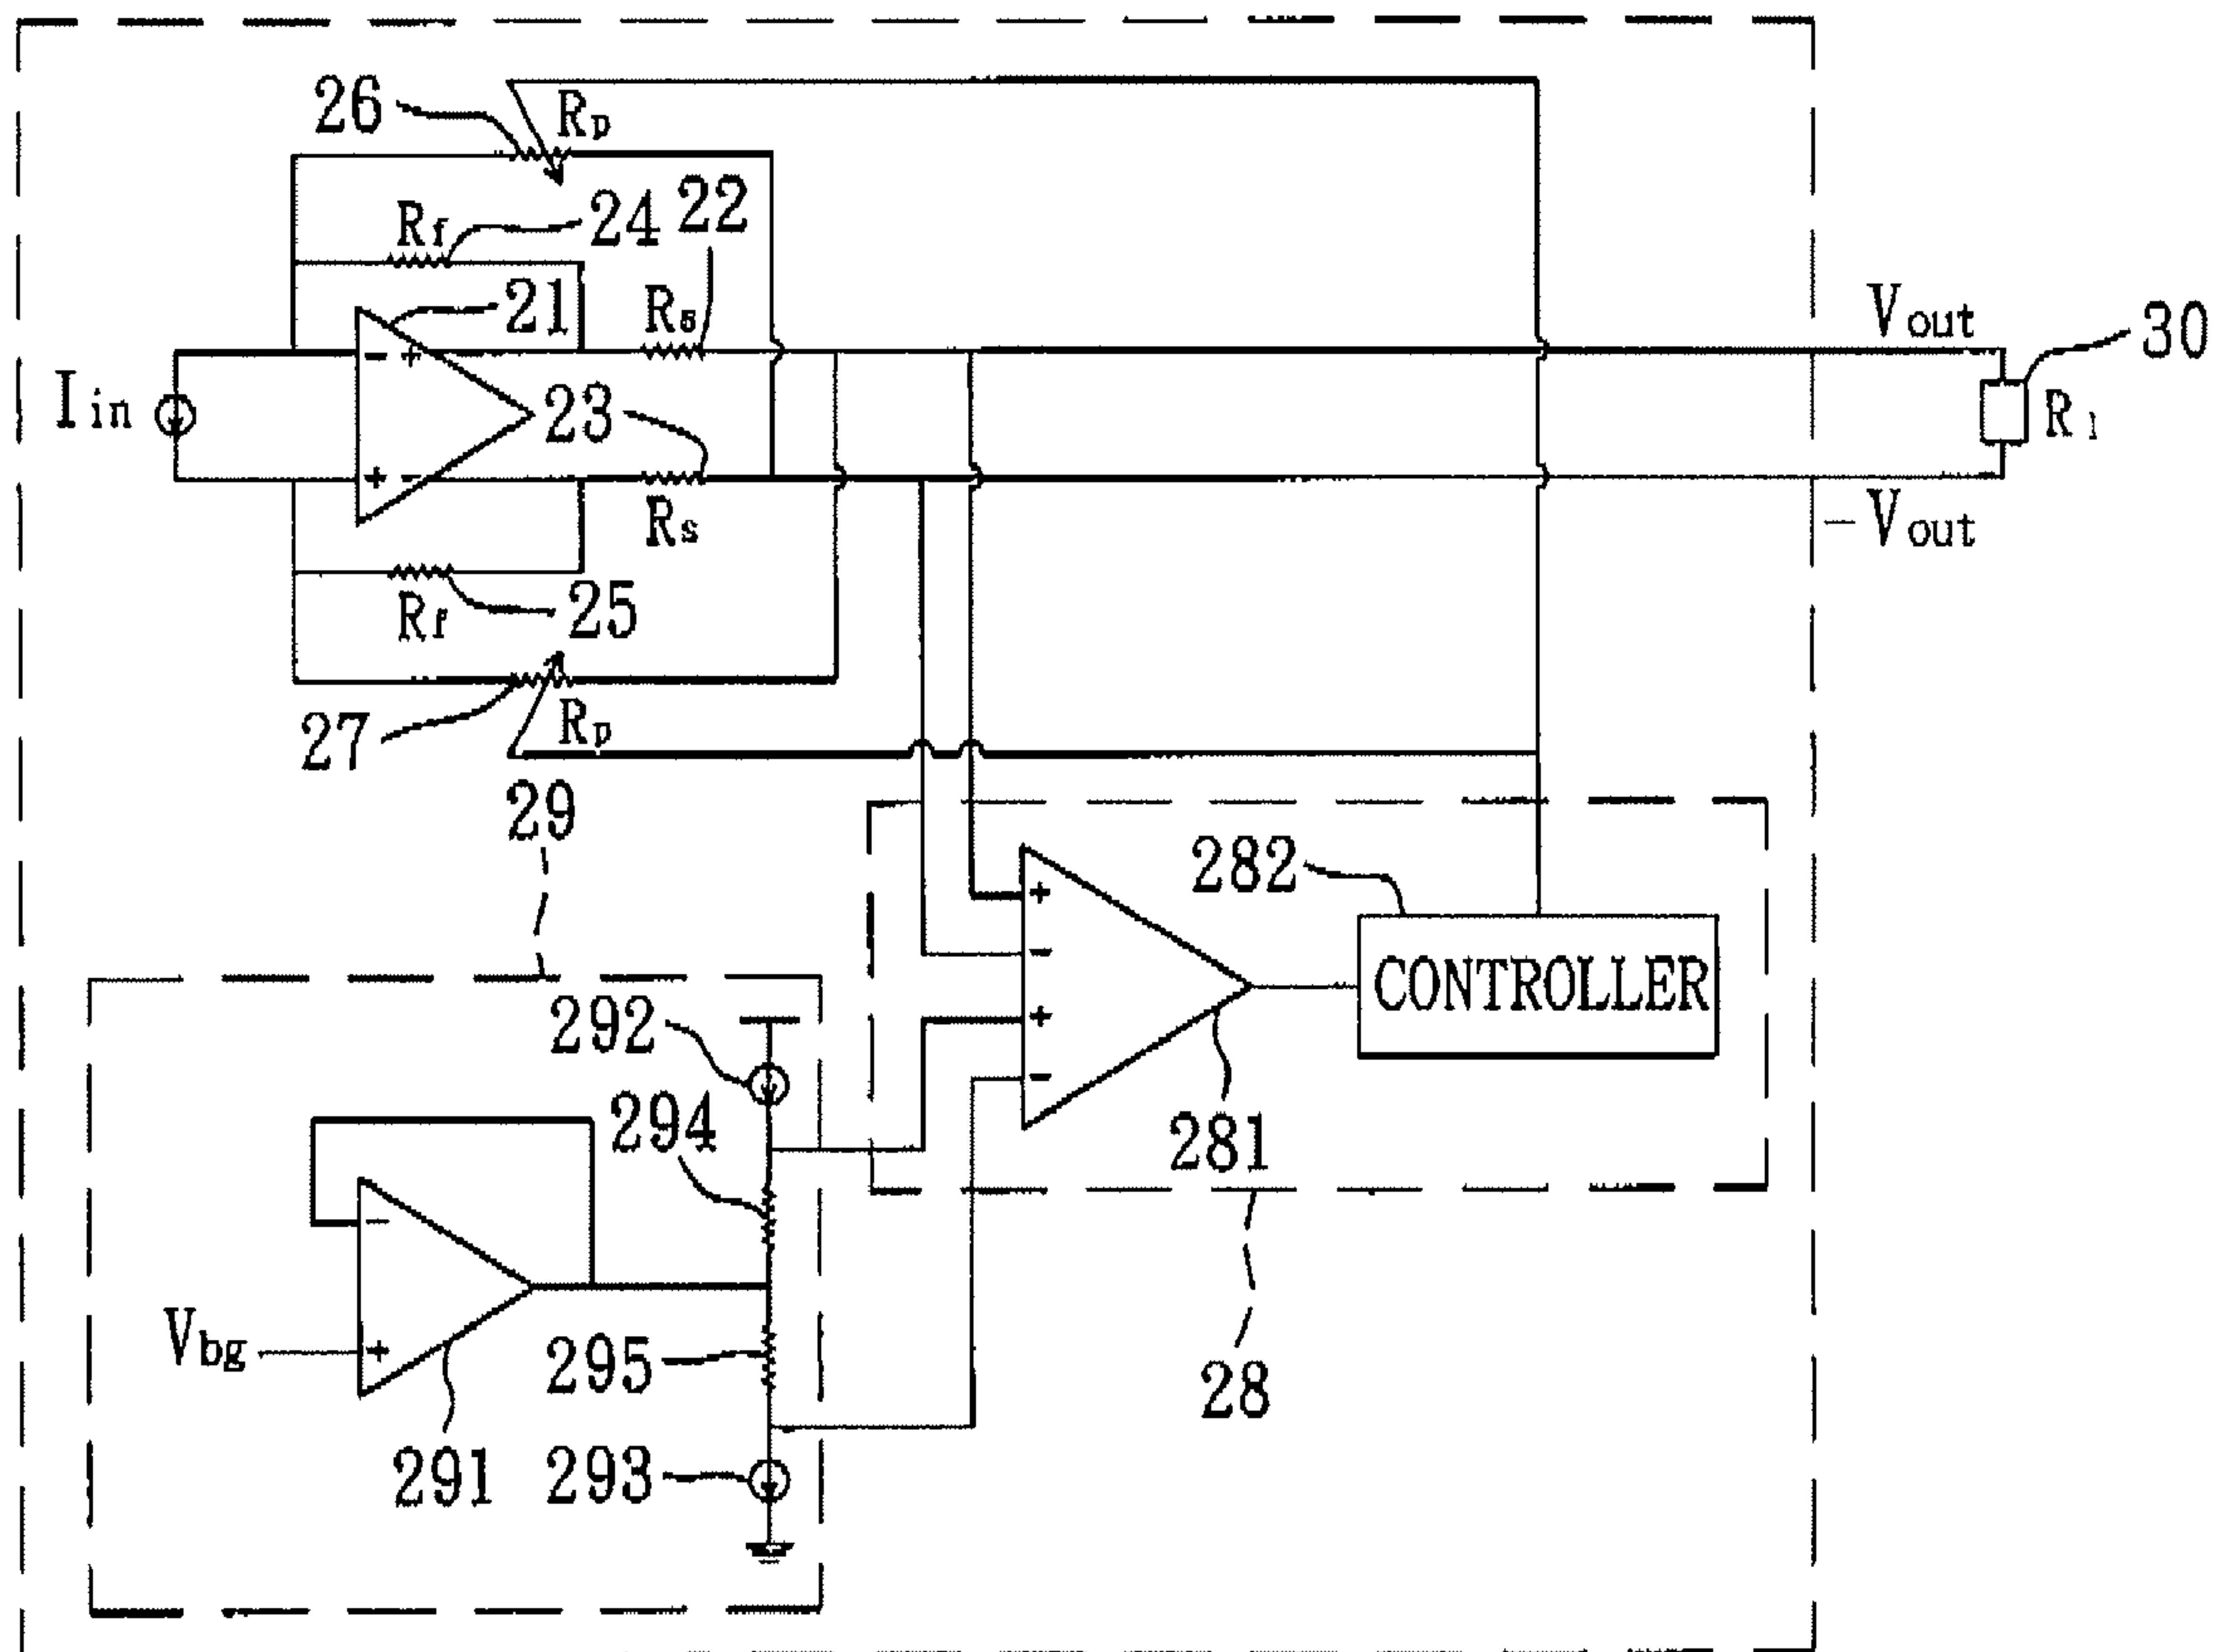 26
Rp
Rf
24
22
21
Rs
Vout
30
Iin
- +
23
Rl
+ -
Rs
-Vout
Rf
25
27
Rp
29
282
+
-
CONTROLLER
292
+
-
294
281
-
295
Vbg
+
28
291
293